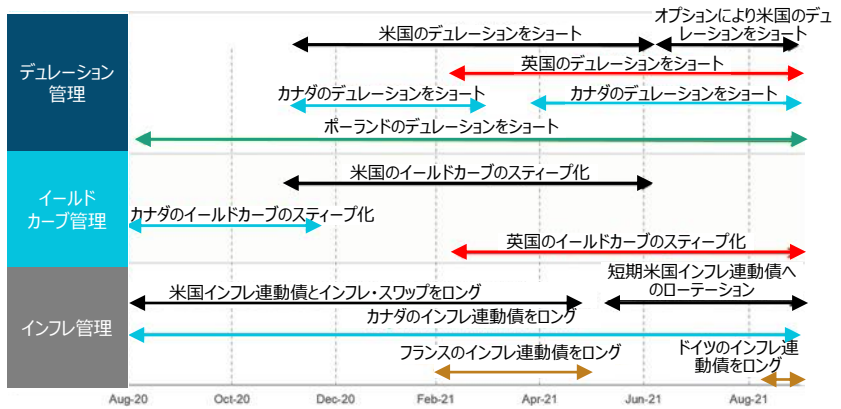 オプションにより米国のデュ
レーションをショート
米国のデュレーションをショート
英国のデュレーションをショート
デュレーション
管理
カナダのデュレーションをショート
カナダのデュレーションをショート
ポーランドのデュレーションをショート
米国のイールドカーブのスティープ化
イールド
カーブ管理
カナダのイールドカーブのスティープ化
英国のイールドカーブのスティープ化
短期米国インフレ連動債へ
のローテーション
米国インフレ連動債とインフレ・スワップをロング
インフレ管理
カナダのインフレ連動債をロング
フランスのインフレ連動債をロング
ドイツのインフレ連
動債をロング
Aug-20
Oct-20
Dec-20
Feb-21
Apr-21
Jun-21
Aug-21